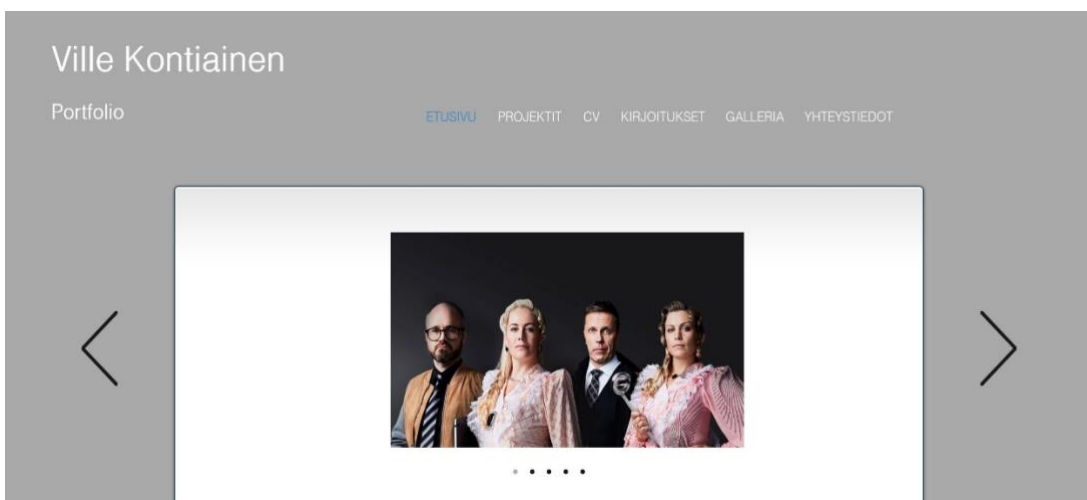 Ville Kontiainen
Portfolio
ETUSIVU PROJEKTIT CV KIRJOITUKSET GALLERIA YHTEYSTIEDOT